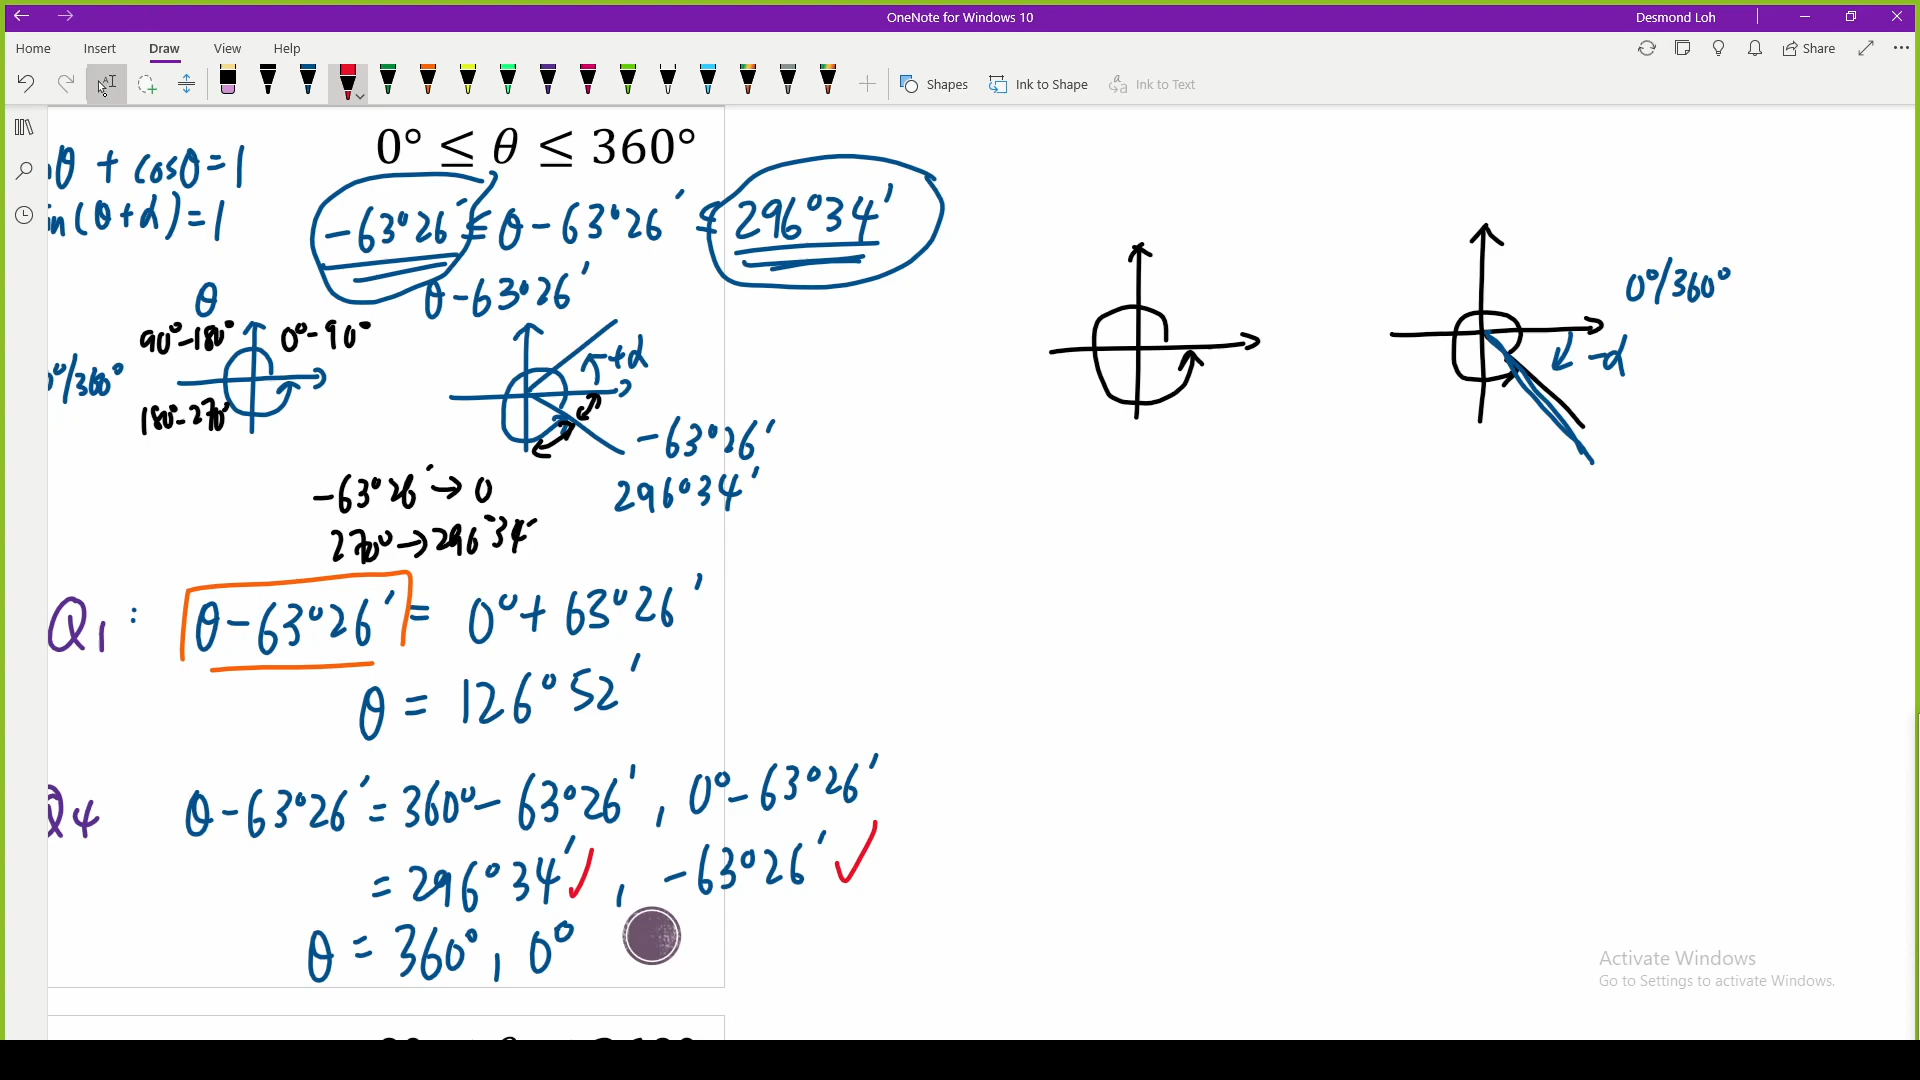 OneNote for Windows 10
Desmond Loh
Home Insert Draw View Help
Share
Shapes Ink to Shape Ink to Text
0° ≤ θ ≤ 360°
θ + cosθ = 1
in(θ+α) = 1
-63°26′ ≤ θ - 63°26′ ≤ 296°34′
θ
θ - 63°26′
90°-180° 0°-90°
0°/360°
180°-270°
+α
-63°26′
296°34′
-63°26′ → 0
270° → 296°34′
0°/360°
-α
Q1 : θ - 63°26′ = 0° + 63°26′
θ = 126°52′
Q4 θ - 63°26′ = 360° - 63°26′ , 0° - 63°26′
= 296°34′ ✓ , -63°26′ ✓
θ = 360° , 0°
Activate Windows
Go to Settings to activate Windows.